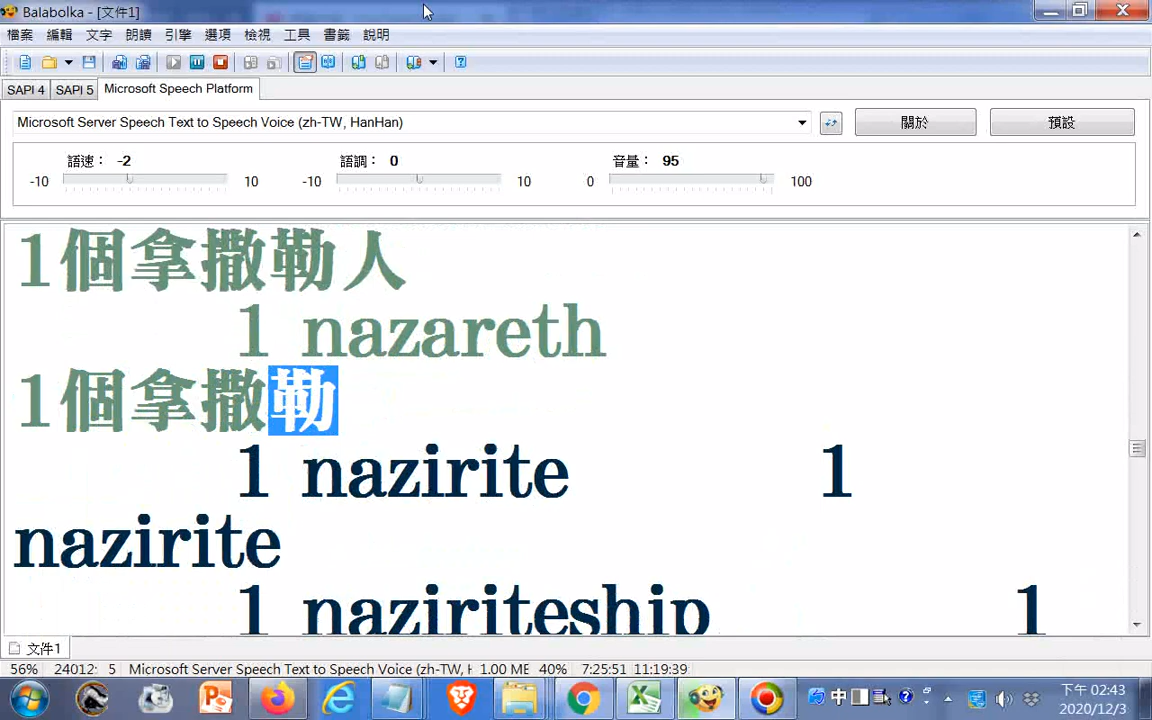 Balabolka - [文件1]
檔案 編輯 文字 朗讀 引擎 選項 檢視 工具 書籤 說明
SAPI 4 SAPI 5 Microsoft Speech Platform
Microsoft Server Speech Text to Speech Voice (zh-TW, HanHan) 關於 預設
語速： -2 語調： 0 音量： 95
-10 10 -10 10 0 100
1個拿撒勒人
1 nazareth
1個拿撒勒
1 nazirite 1
nazirite
1 naziriteship 1
文件1
56% 24012: 5 Microsoft Server Speech Text to Speech Voice (zh-TW, H 1.00 ME 40% 7:25:51 11:19:39
中 下午 02:43
2020/12/3